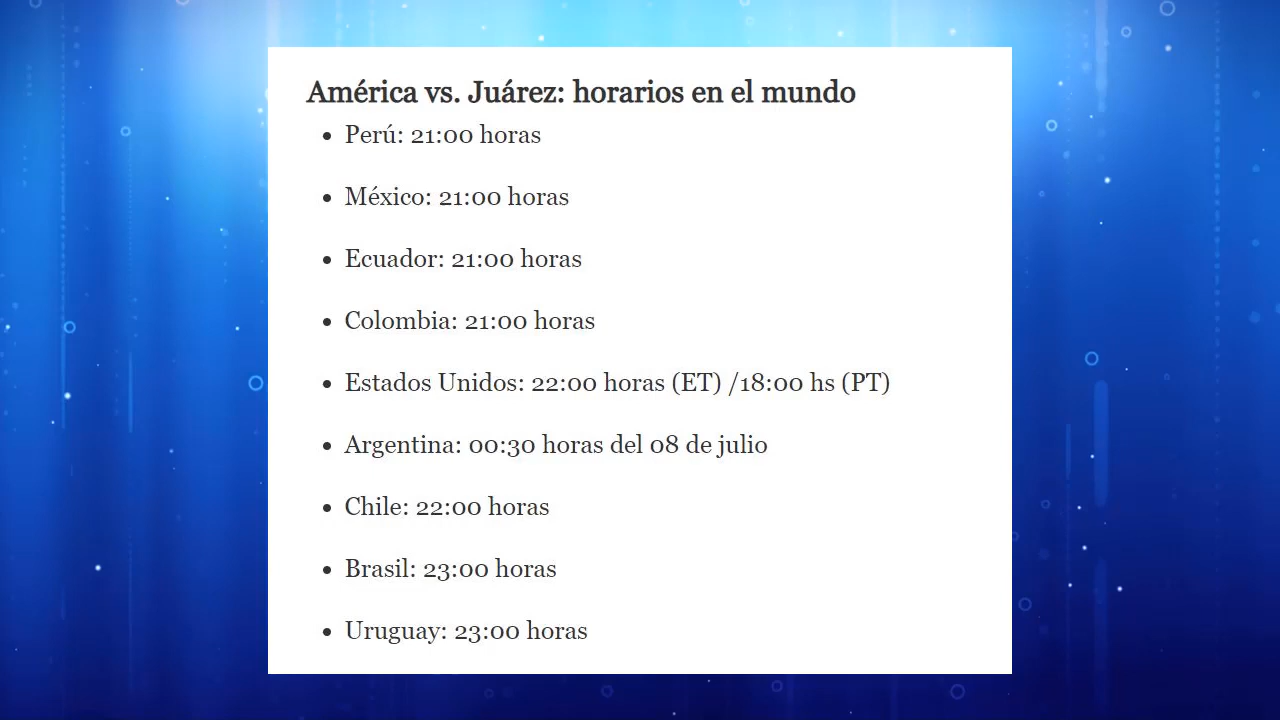 América vs. Juárez: horarios en el mundo
• Perú: 21:00 horas
• México: 21:00 horas
• Ecuador: 21:00 horas
• Colombia: 21:00 horas
• Estados Unidos: 22:00 horas (ET) /18:00 hs (PT)
• Argentina: 00:30 horas del 08 de julio
• Chile: 22:00 horas
• Brasil: 23:00 horas
• Uruguay: 23:00 horas